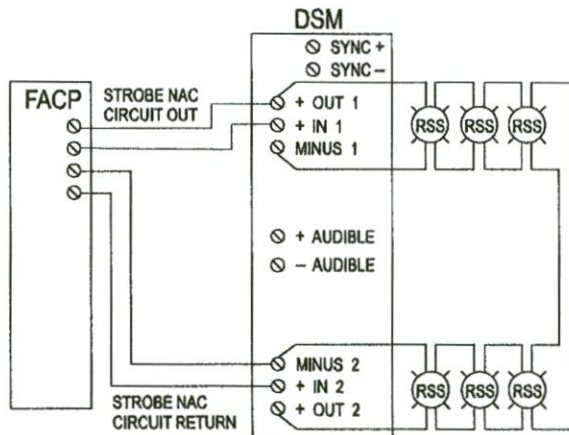 DSM
SYNC +
SYNC –
FACP
STROBE NAC
CIRCUIT OUT
+ OUT 1
+ IN 1
MINUS 1
RSS RSS RSS
+ AUDIBLE
– AUDIBLE
MINUS 2
+ IN 2
+ OUT 2
RSS RSS RSS
STROBE NAC
CIRCUIT RETURN